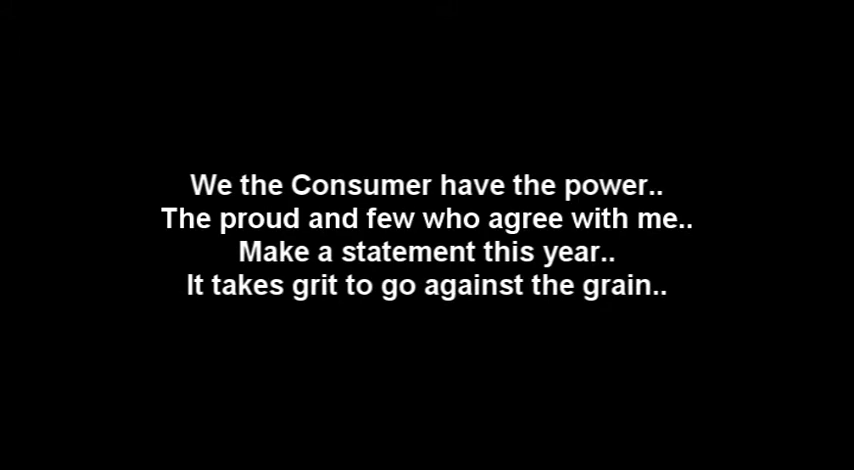 We the Consumer have the power..
The proud and few who agree with me..
Make a statement this year..
It takes grit to go against the grain..